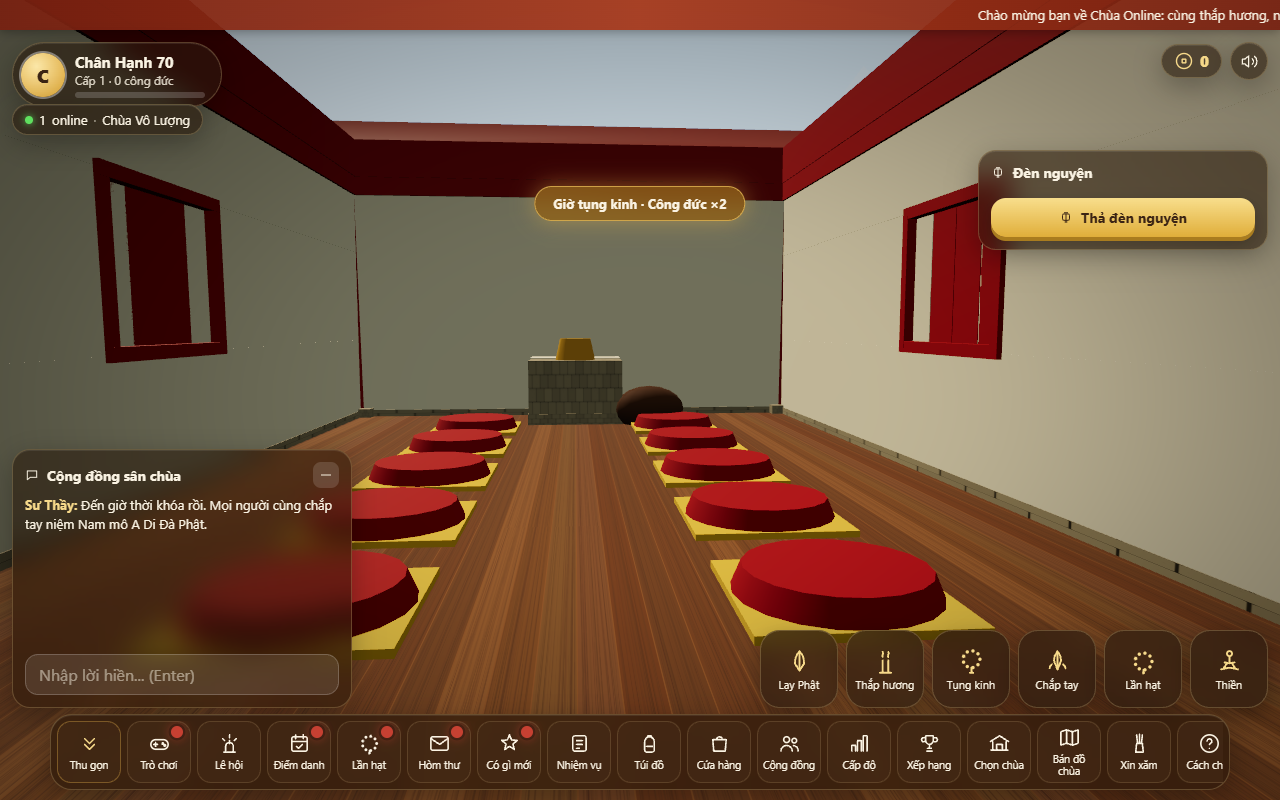 Chào mừng bạn về Chùa Online: cùng thắp hương, n
C
Chân Hạnh 70
Cấp 1 · 0 công đức
1 online · Chùa Vô Lượng
0
Đèn nguyện
Thả đèn nguyện
Giờ tụng kinh · Công đức ×2
Cộng đồng sân chùa
Sư Thầy: Đến giờ thời khóa rồi. Mọi người cùng chắp
tay niệm Nam mô A Di Đà Phật.
Nhập lời hiền... (Enter)
Lạy Phật
Thắp hương
Tụng kinh
Chắp tay
Lần hạt
Thiền
Thu gọn
Trò chơi
Lễ hội
Điểm danh
Lần hạt
Hòm thư
Có gì mới
Nhiệm vụ
Túi đồ
Cửa hàng
Cộng đồng
Cấp độ
Xếp hạng
Chọn chùa
Bản đồ
chùa
Xin xăm
Cách ch